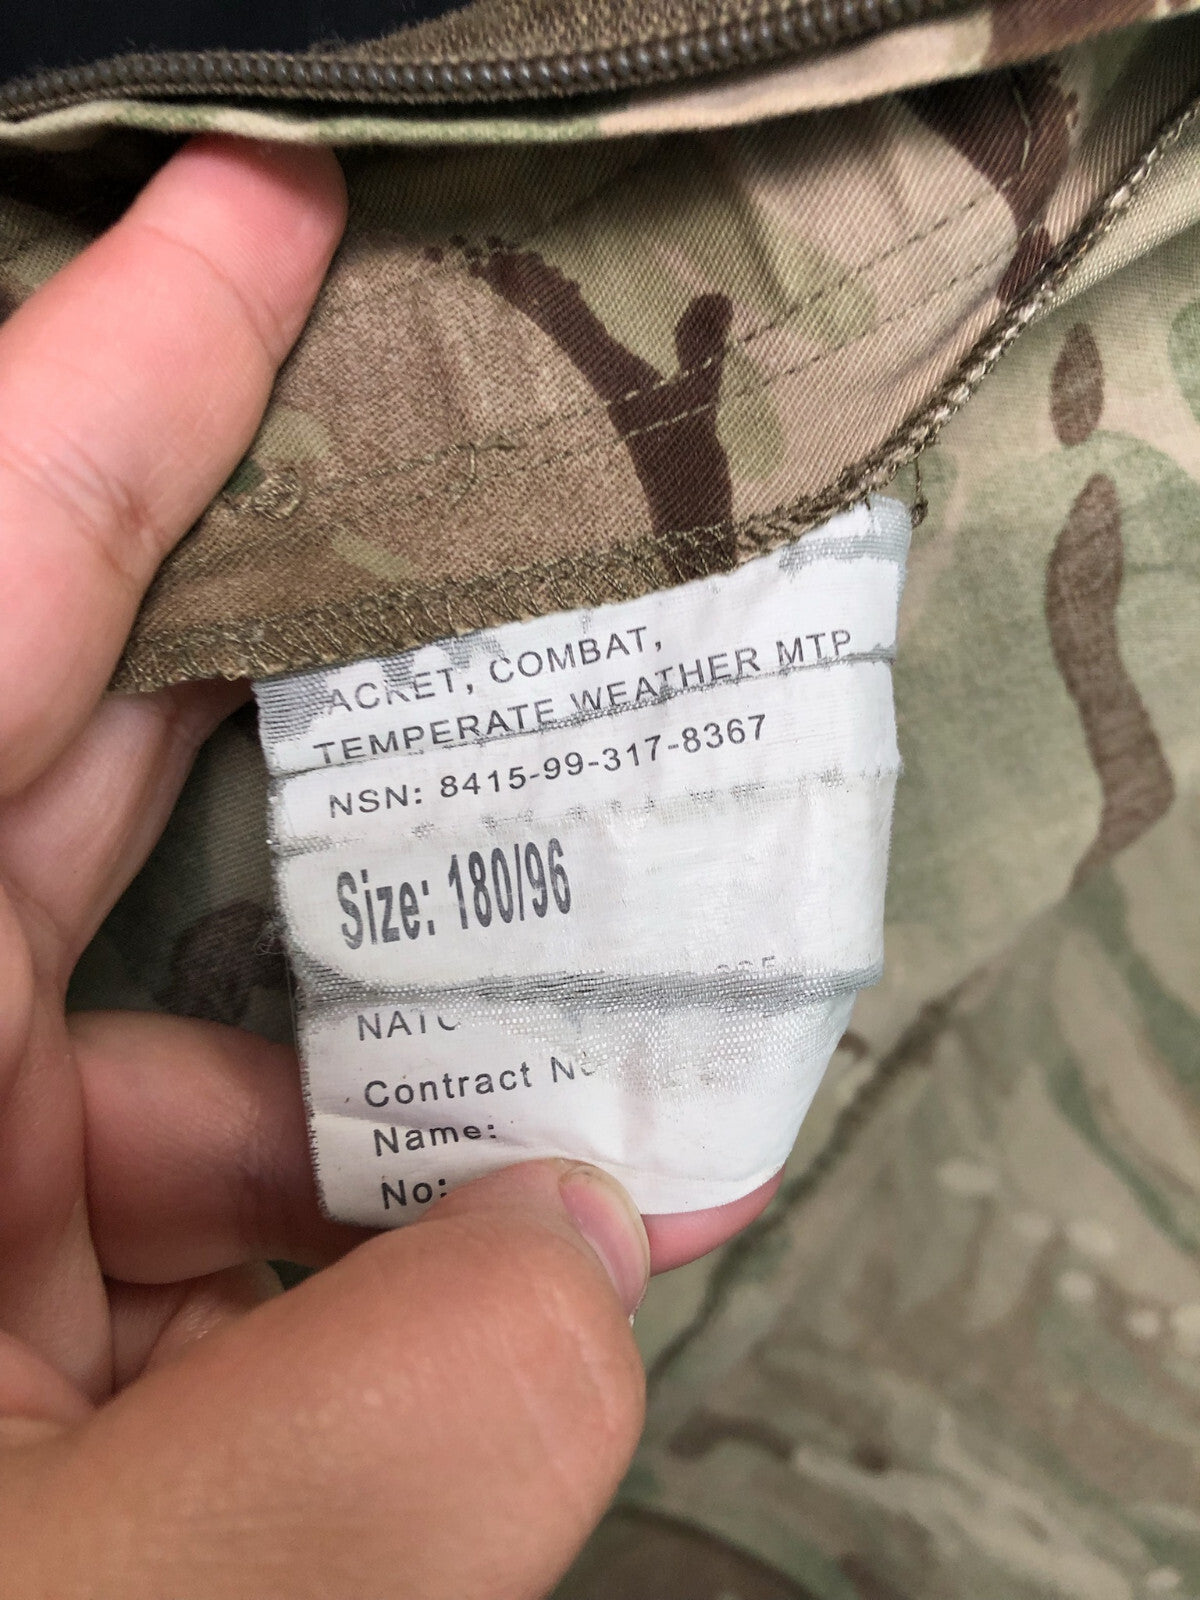 ACKET, COMBAT,
TEMPERATE WEATHER MTP
NSN: 8415-99-317-8367
Size: 180/96
Contract
Name:
No: